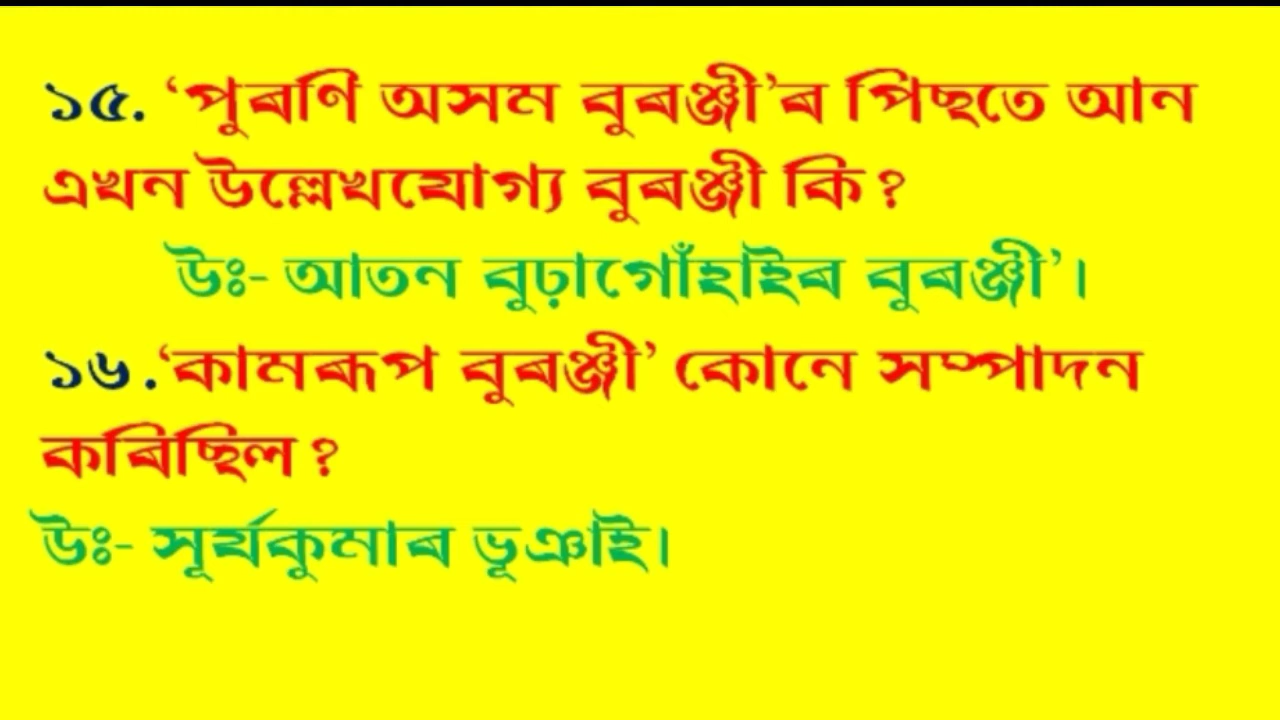 ১৫. ‘পুৰণি অসম বুৰঞ্জী’ৰ পিছতে আন
এখন উল্লেখযোগ্য বুৰঞ্জী কি ?
উঃ- আতন বুঢ়াগোঁহাইৰ বুৰঞ্জী’।
১৬.‘কামৰূপ বুৰঞ্জী’ কোনে সম্পাদন
কৰিছিল ?
উঃ- সূৰ্যকুমাৰ ভূঞাই।